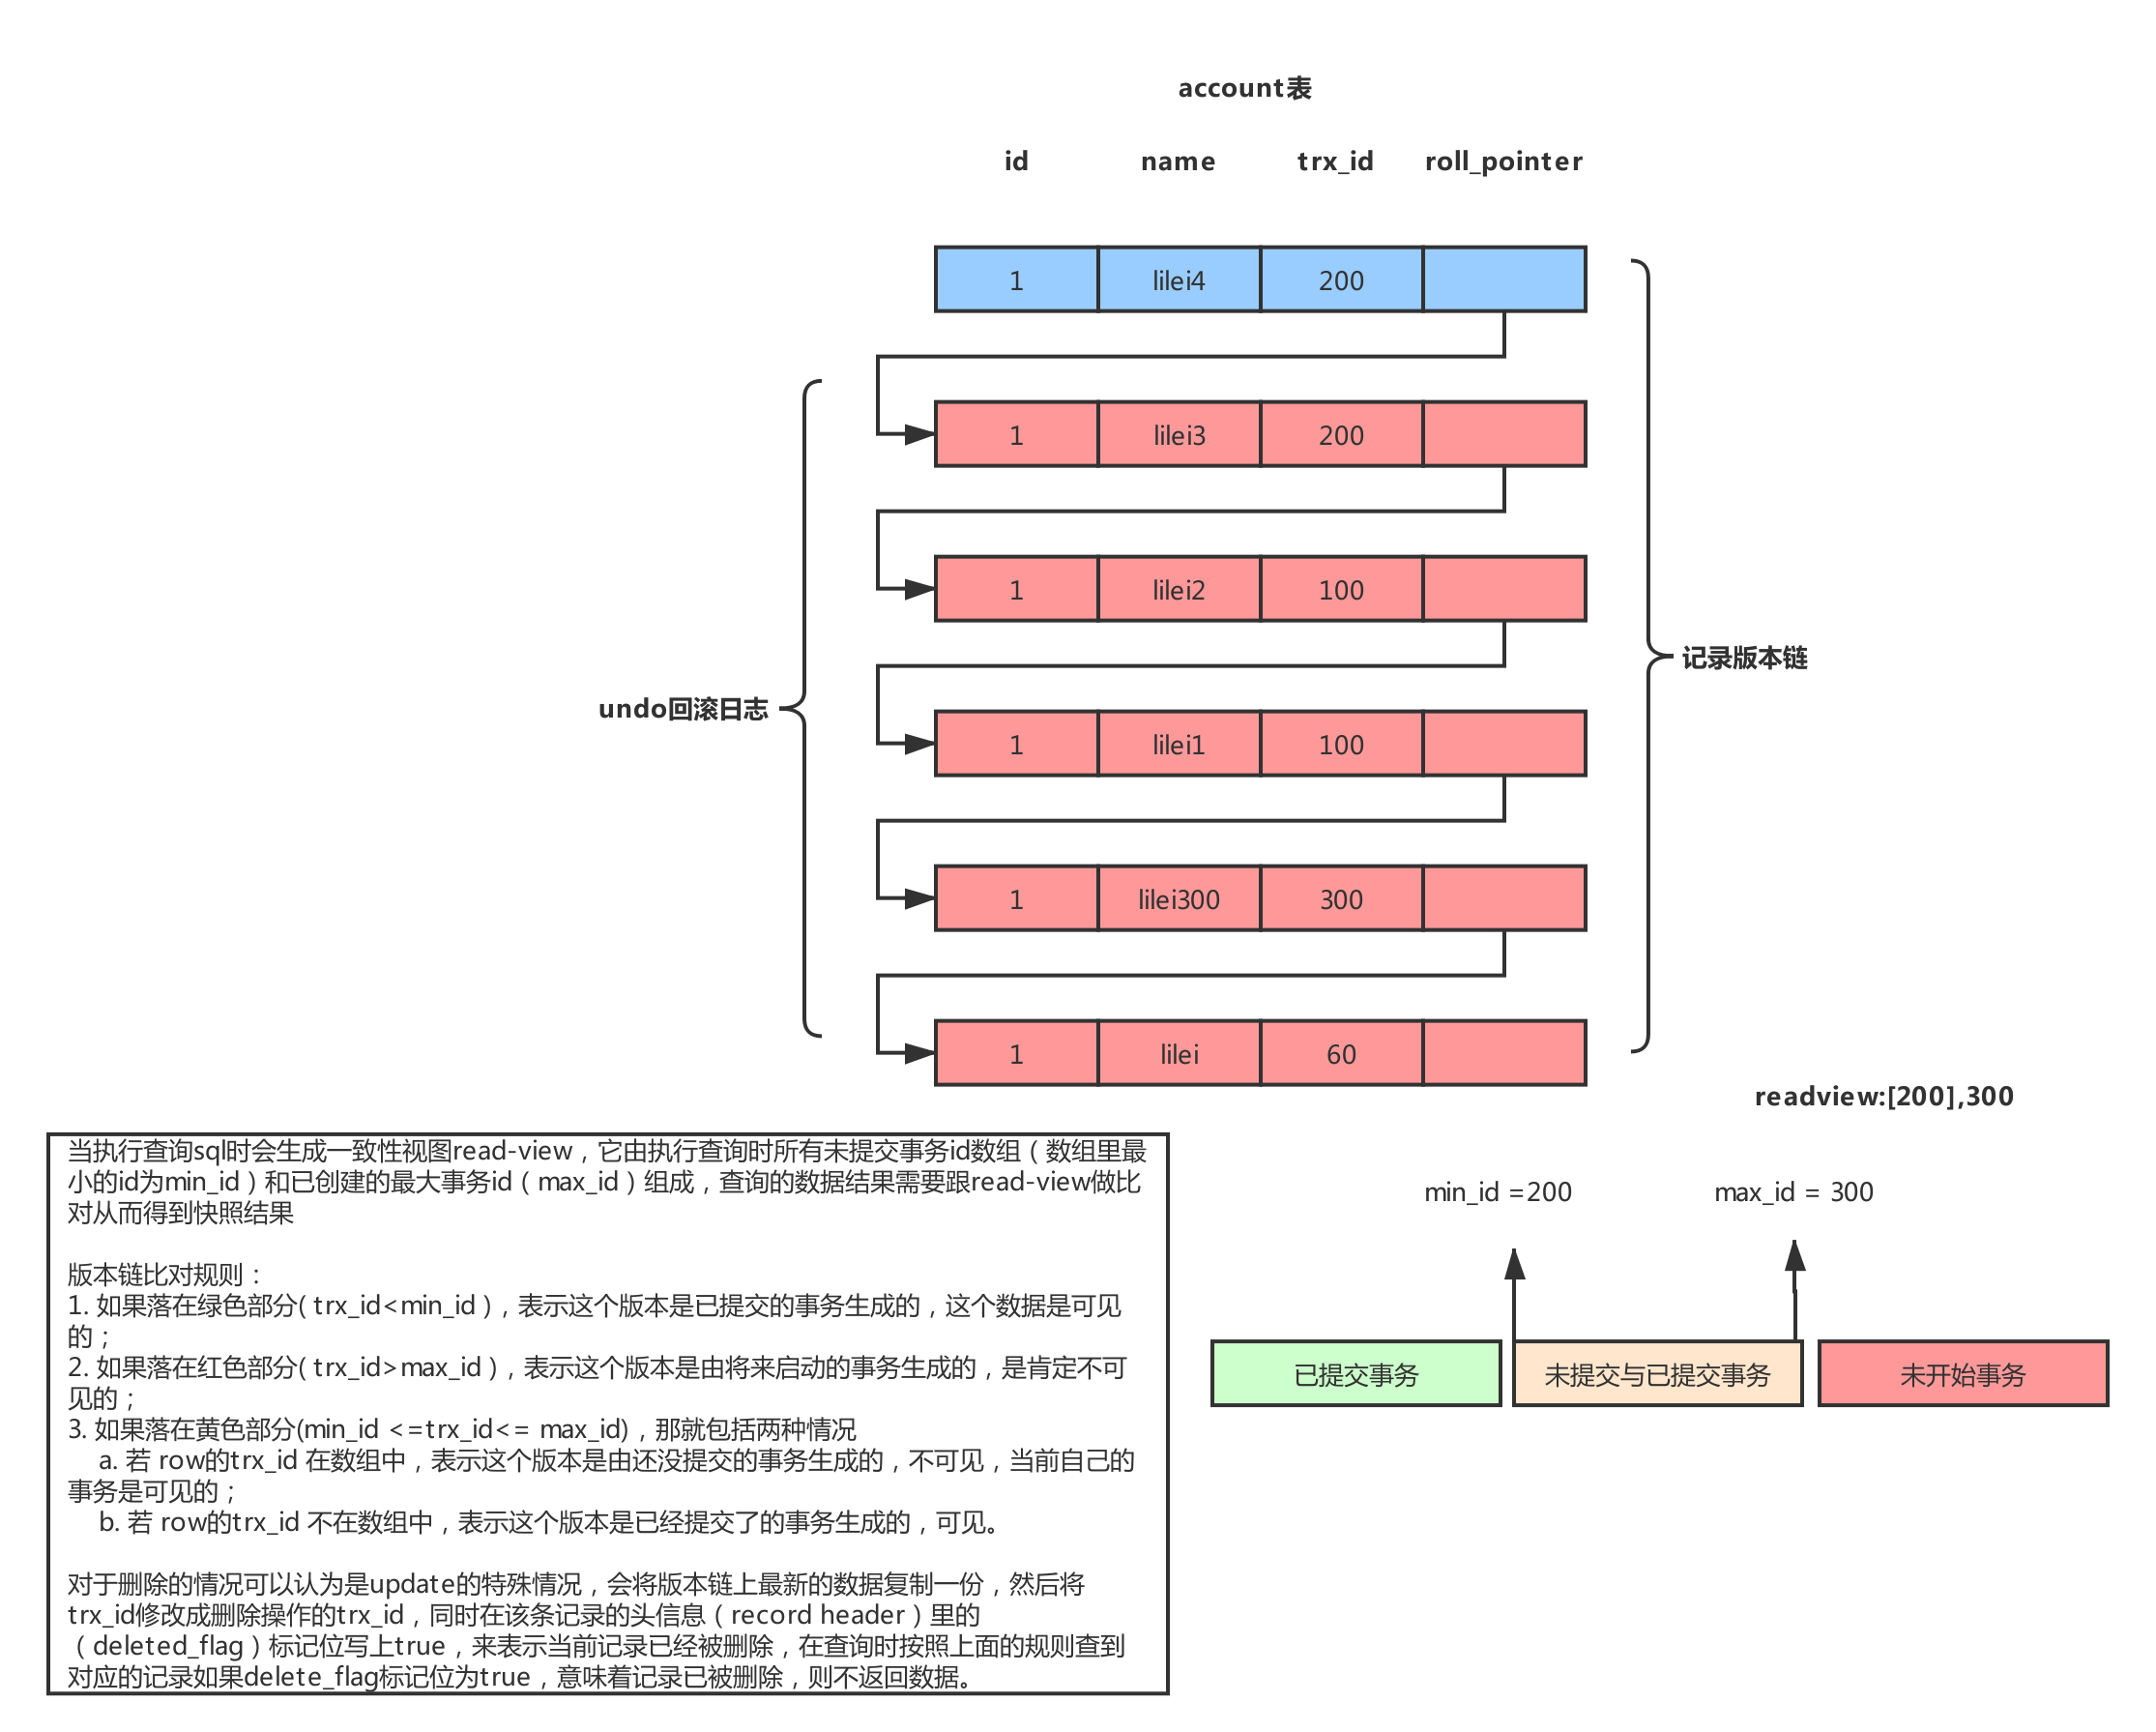 account表
id name trx_id roll_pointer
1 lilei4 200
1 lilei3 200
1 lilei2 100
记录版本链
undo回滚日志
1 lilei1 100
1 lilei300 300
1 lilei 60
readview:[200],300
当执行查询sql时会生成一致性视图read-view，它由执行查询时所有未提交事务id数组（数组里最
小的id为min_id）和已创建的最大事务id（max_id）组成，查询的数据结果需要跟read-view做比
对从而得到快照结果
版本链比对规则：
1. 如果落在绿色部分( trx_id<min_id )，表示这个版本是已提交的事务生成的，这个数据是可见
的；
2. 如果落在红色部分( trx_id>max_id )，表示这个版本是由将来启动的事务生成的，是肯定不可
见的；
3. 如果落在黄色部分(min_id <=trx_id<= max_id)，那就包括两种情况
a. 若 row的trx_id 在数组中，表示这个版本是由还没提交的事务生成的，不可见，当前自己的
事务是可见的；
b. 若 row的trx_id 不在数组中，表示这个版本是已经提交了的事务生成的，可见。
对于删除的情况可以认为是update的特殊情况，会将版本链上最新的数据复制一份，然后将
trx_id修改成删除操作的trx_id，同时在该条记录的头信息（record header）里的
（deleted_flag）标记位写上true，来表示当前记录已经被删除，在查询时按照上面的规则查到
对应的记录如果delete_flag标记位为true，意味着记录已被删除，则不返回数据。
min_id =200
max_id = 300
已提交事务
未提交与已提交事务
未开始事务